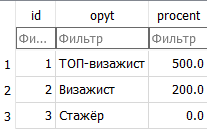 id opyt procent
Фи... Фильтр Фильтр
1 1 ТОП-визажист 500.0
2 2 Визажист 200.0
3 3 Стажёр 0.0